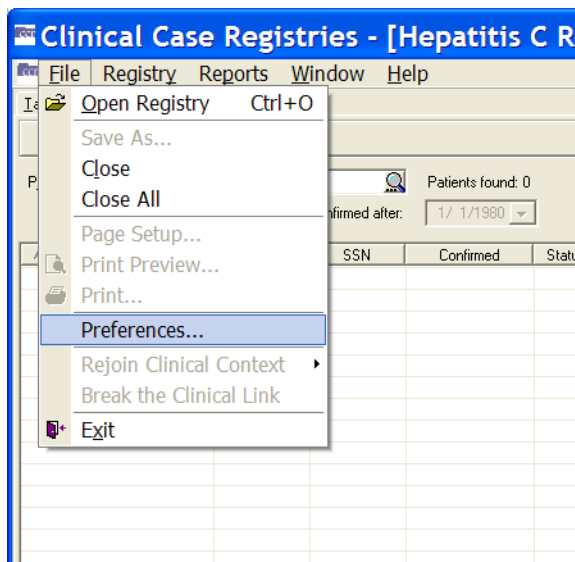 Clinical Case Registries - [Hepatitis C R
File Registry Reports Window Help
Open Registry Ctrl+O
Save As...
Close
Patients found: 0
Close All
nfirmed after: 1/ 1/1980
Page Setup...
SSN Confirmed Statu
Print Preview...
Print...
Preferences...
Rejoin Clinical Context
Break the Clinical Link
Exit